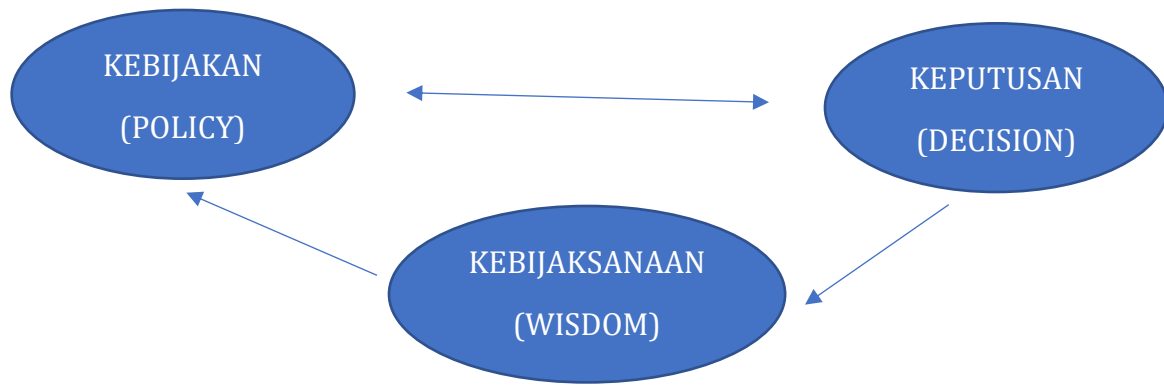 KEBIJAKAN
(POLICY)
KEPUTUSAN
(DECISION)
KEBIJAKSANAAN
(WISDOM)